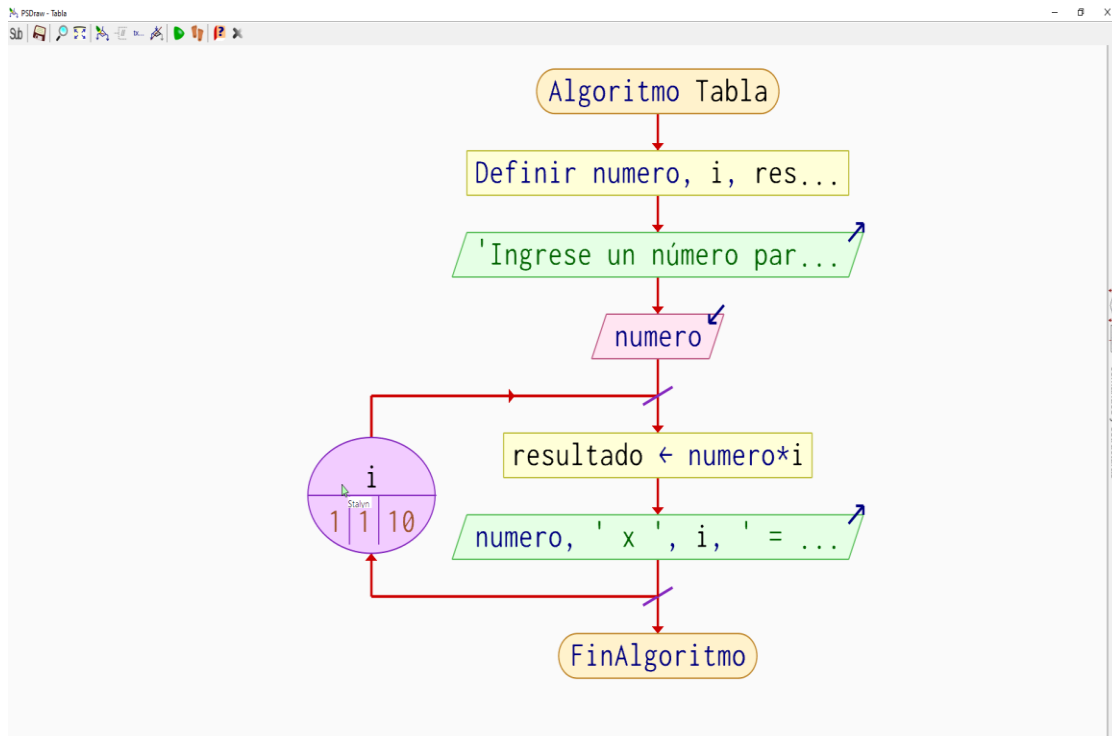 PSDraw - Tabla
Sub
Algoritmo Tabla
Definir numero, i, res...
'Ingrese un número par...
numero
resultado ← numero*i
i
Stalyn
1 1 10
numero, ' x ', i, ' = ...
FinAlgoritmo